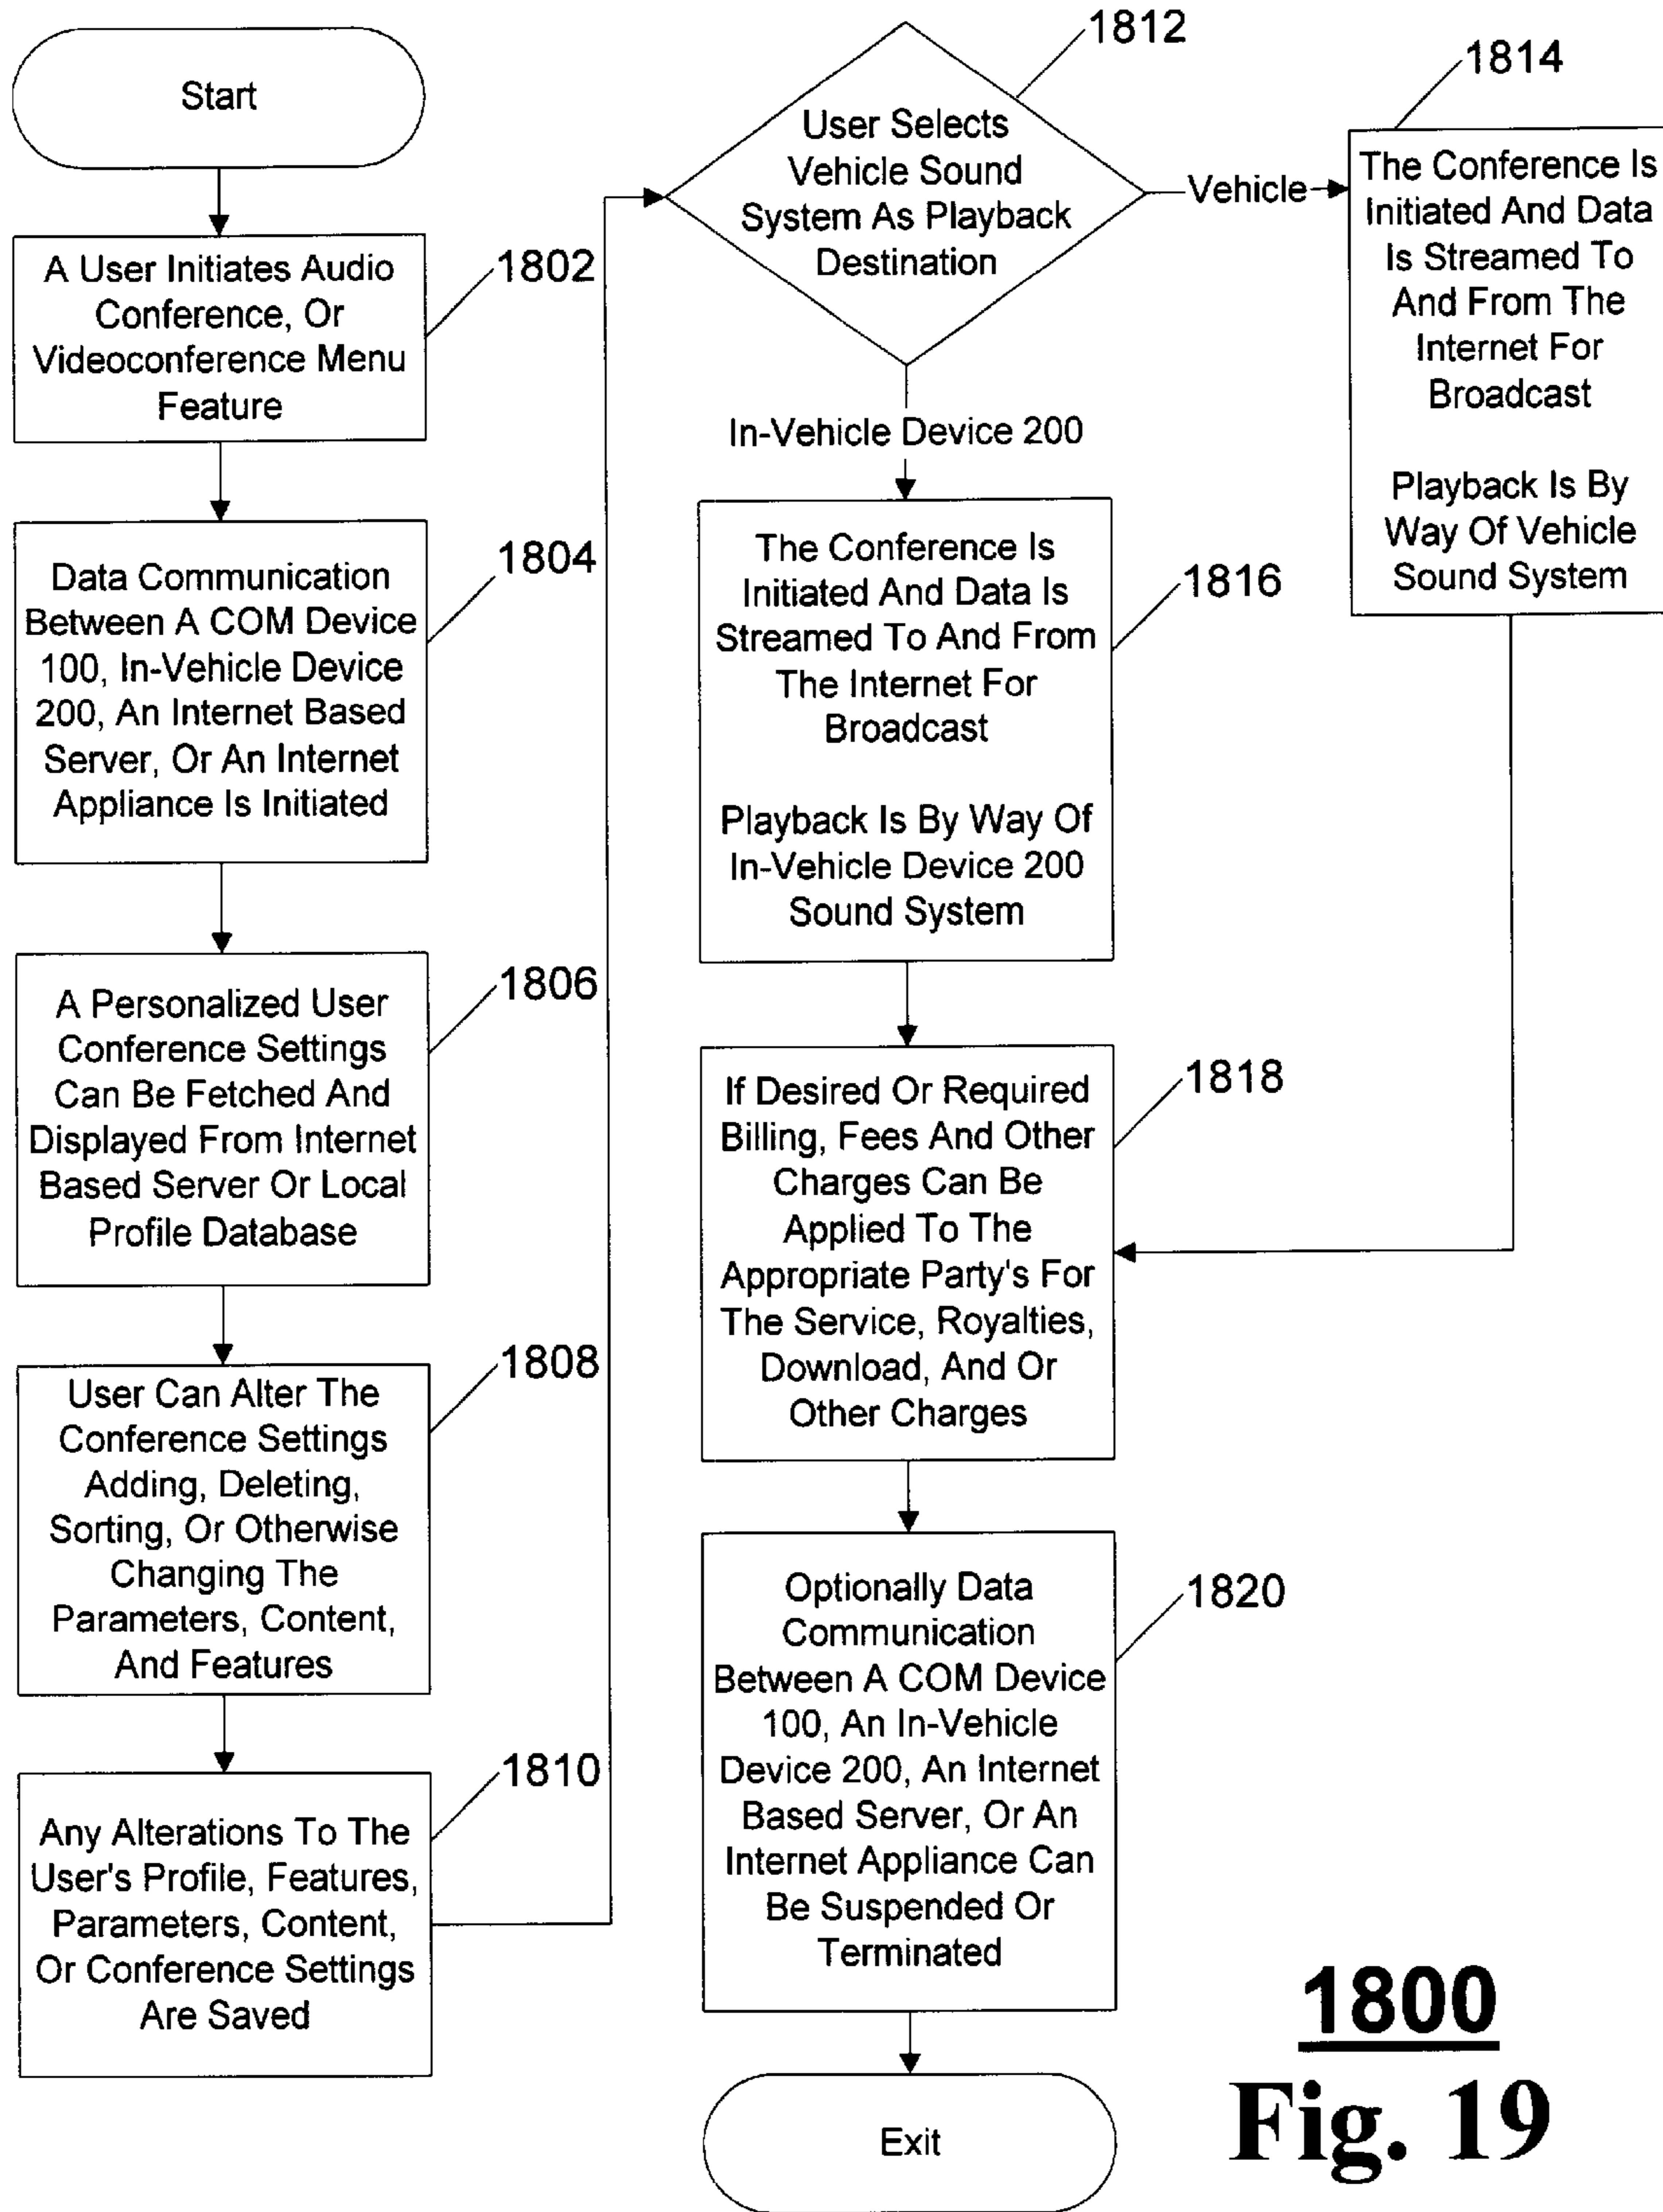 Start
A User Initiates Audio
Conference, Or
Videoconference Menu
Feature
1802
Data Communication
Between A COM Device
100, In-Vehicle Device
200, An Internet Based
Server, Or An Internet
Appliance Is Initiated
1804
A Personalized User
Conference Settings
Can Be Fetched And
Displayed From Internet
Based Server Or Local
Profile Database
1806
User Can Alter The
Conference Settings
Adding, Deleting,
Sorting, Or Otherwise
Changing The
Parameters, Content,
And Features
1808
Any Alterations To The
User's Profile, Features,
Parameters, Content,
Or Conference Settings
Are Saved
1810
User Selects
Vehicle Sound
System As Playback
Destination
1812
Vehicle
In-Vehicle Device 200
The Conference Is
Initiated And Data
Is Streamed To
And From The
Internet For
Broadcast
Playback Is By
Way Of Vehicle
Sound System
1814
The Conference Is
Initiated And Data Is
Streamed To And From
The Internet For
Broadcast
Playback Is By Way Of
In-Vehicle Device 200
Sound System
1816
If Desired Or Required
Billing, Fees And Other
Charges Can Be
Applied To The
Appropriate Party's For
The Service, Royalties,
Download, And Or
Other Charges
1818
Optionally Data
Communication
Between A COM Device
100, An In-Vehicle
Device 200, An Internet
Based Server, Or An
Internet Appliance Can
Be Suspended Or
Terminated
1820
Exit
1800
Fig. 19